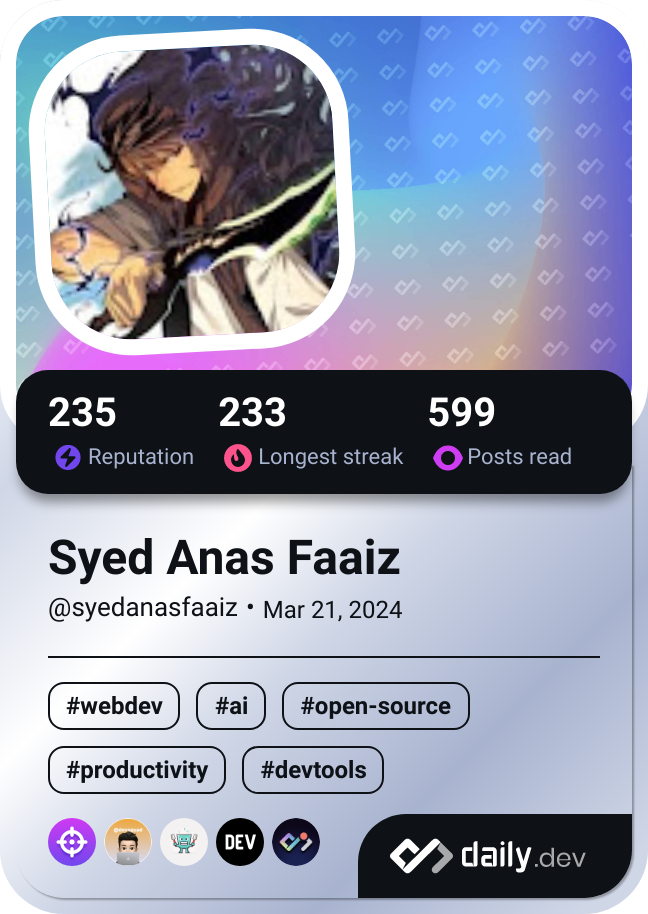 235 233 599
Reputation Longest streak Posts read
Syed Anas Faaiz
@syedanasfaaiz • Mar 21, 2024
#webdev #ai #open-source
#productivity #devtools
DEV
daily.dev